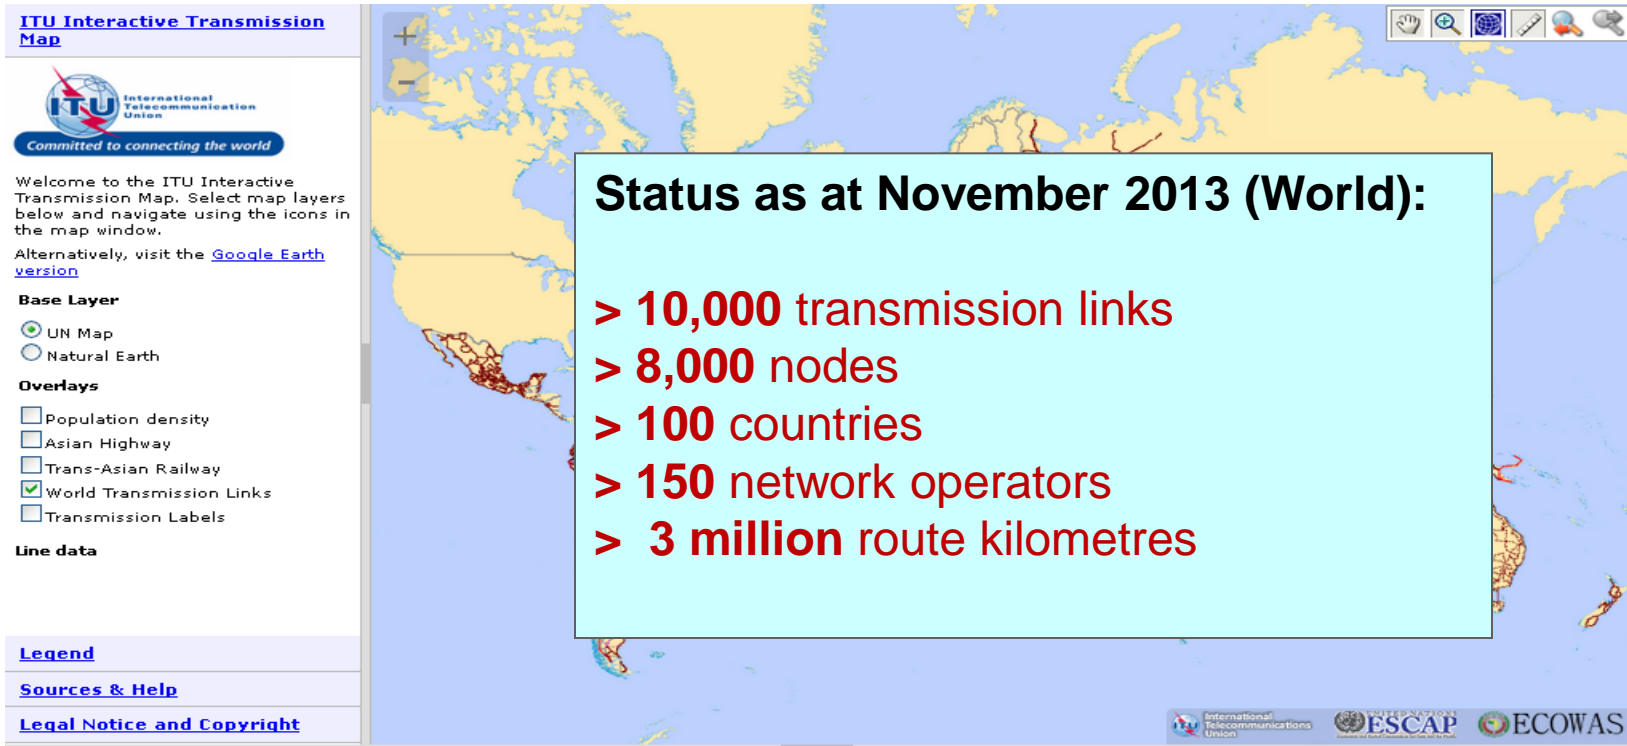 ITU Interactive Transmission
Map
ITU
International
Telecommunication
Union
Committed to connecting the world
Welcome to the ITU Interactive
Transmission Map. Select map layers
below and navigate using the icons in
the map window.
Alternatively, visit the Google Earth
version
Base Layer
UN Map
Natural Earth
Overlays
Population density
Asian Highway
Trans-Asian Railway
World Transmission Links
Transmission Labels
Line data
Legend
Sources & Help
Legal Notice and Copyright
+
−
Status as at November 2013 (World):
> 10,000 transmission links
> 8,000 nodes
> 100 countries
> 150 network operators
> 3 million route kilometres
International
Telecommunications
Union
UNITED NATIONS
ESCAP
ECOWAS